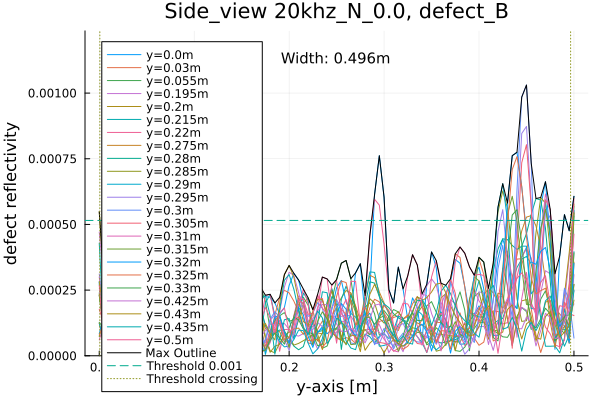 Side_view 20khz_N_0.0, defect_B
Width: 0.496m
defect reflectivity
0.00100
0.00075
0.00050
0.00025
0.00000
y=0.0m
y=0.03m
y=0.055m
y=0.195m
y=0.2m
y=0.215m
y=0.22m
y=0.275m
y=0.28m
y=0.285m
y=0.29m
y=0.295m
y=0.3m
y=0.305m
y=0.31m
y=0.315m
y=0.32m
y=0.325m
y=0.33m
y=0.425m
y=0.43m
y=0.435m
y=0.5m
Max Outline
Threshold 0.001
Threshold crossing
0. 0.2 0.3 0.4 0.5
y-axis [m]